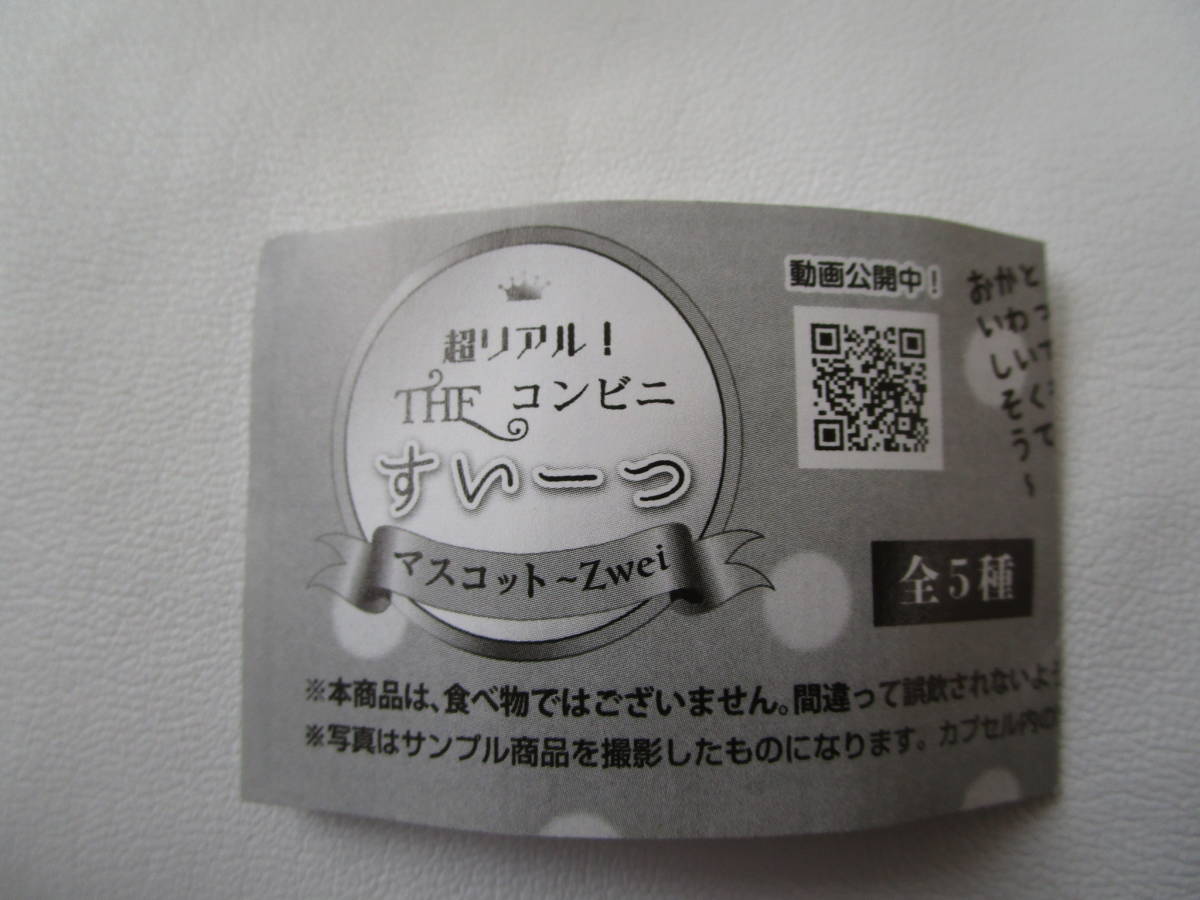 超リアル!
THE コンビニ
すいーつ
マスコット~Zwei
動画公開中!
かわいくて
おいしそう~
全5種
※本商品は、食べ物ではございません。間違って誤飲されないよう
※写真はサンプル商品を撮影したものになります。カプセル内の